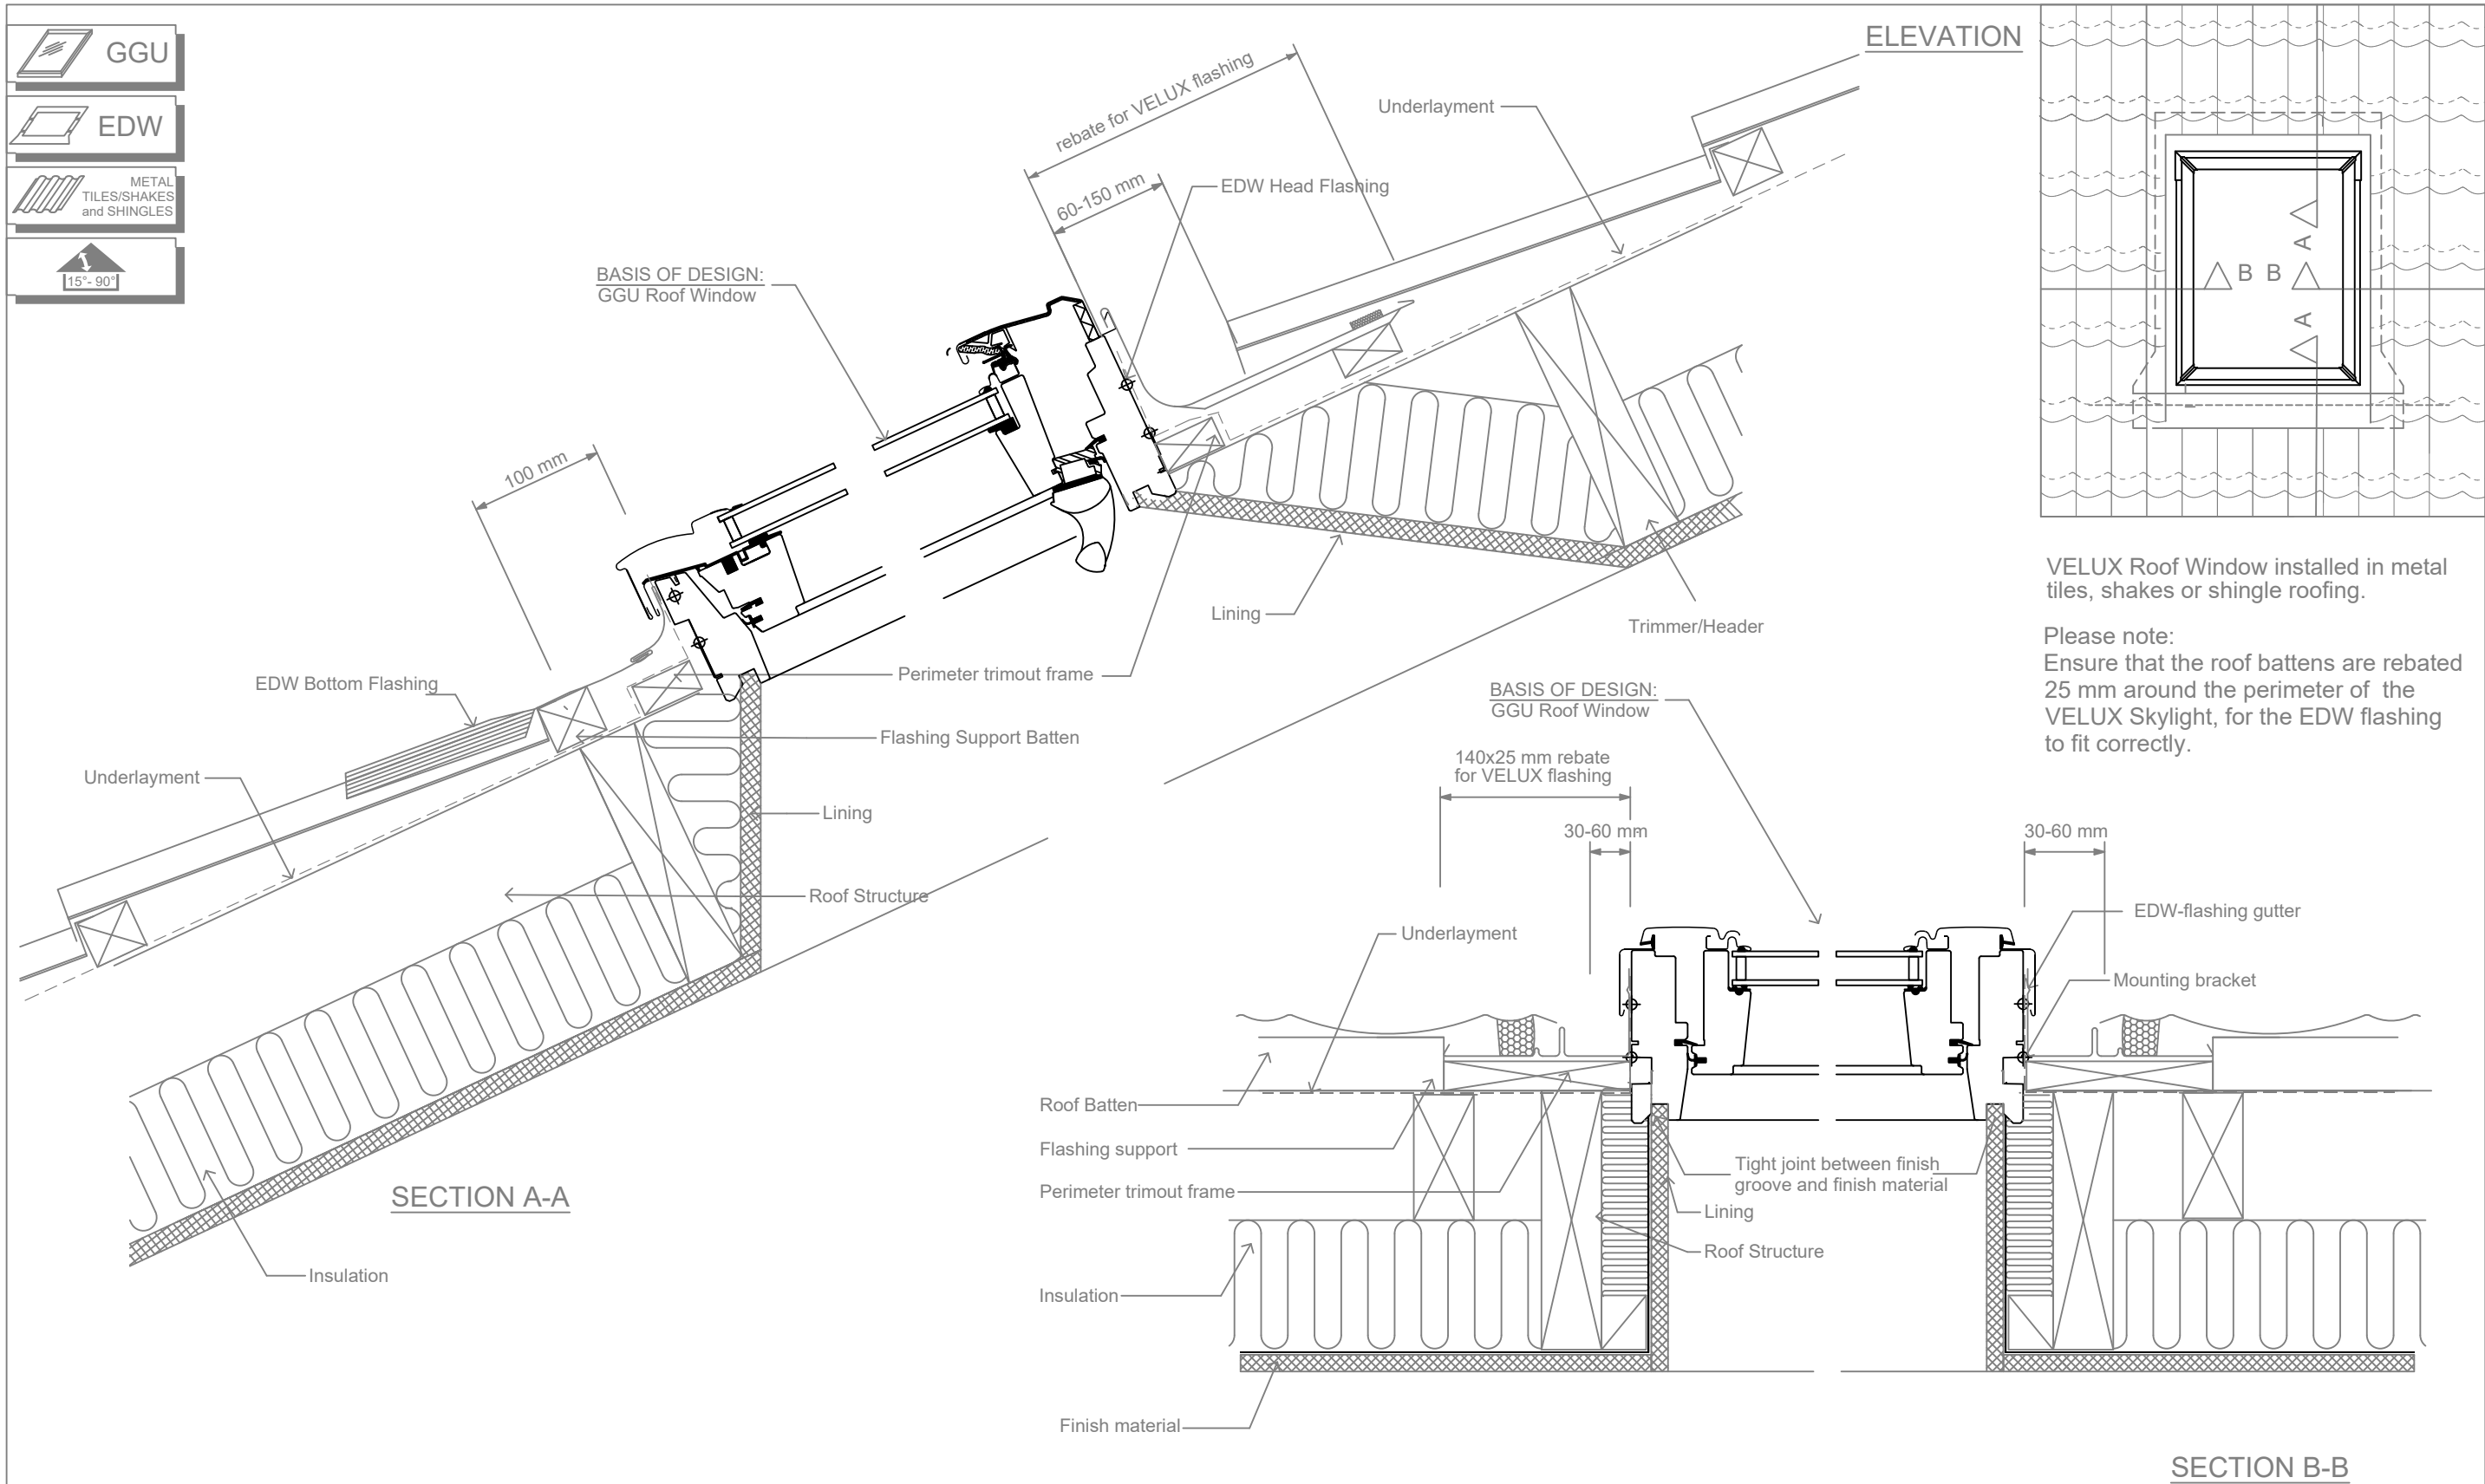 GGU
EDW
METAL
TILES/SHAKES
and SHINGLES
15°- 90°
ELEVATION
rebate for VELUX flashing
60-150 mm
Underlayment
EDW Head Flashing
BASIS OF DESIGN:
GGU Roof Window
100 mm
Lining
Trimmer/Header
Perimeter trimout frame
EDW Bottom Flashing
Flashing Support Batten
Underlayment
Lining
Roof Structure
SECTION A-A
Insulation
A
B B
A
VELUX Roof Window installed in metal
tiles, shakes or shingle roofing.
Please note:
Ensure that the roof battens are rebated
25 mm around the perimeter of the
VELUX Skylight, for the EDW flashing
to fit correctly.
BASIS OF DESIGN:
GGU Roof Window
140x25 mm rebate
for VELUX flashing
30-60 mm
30-60 mm
EDW-flashing gutter
Underlayment
Mounting bracket
Roof Batten
Flashing support
Perimeter trimout frame
Tight joint between finish
groove and finish material
Lining
Roof Structure
Insulation
Finish material
SECTION B-B